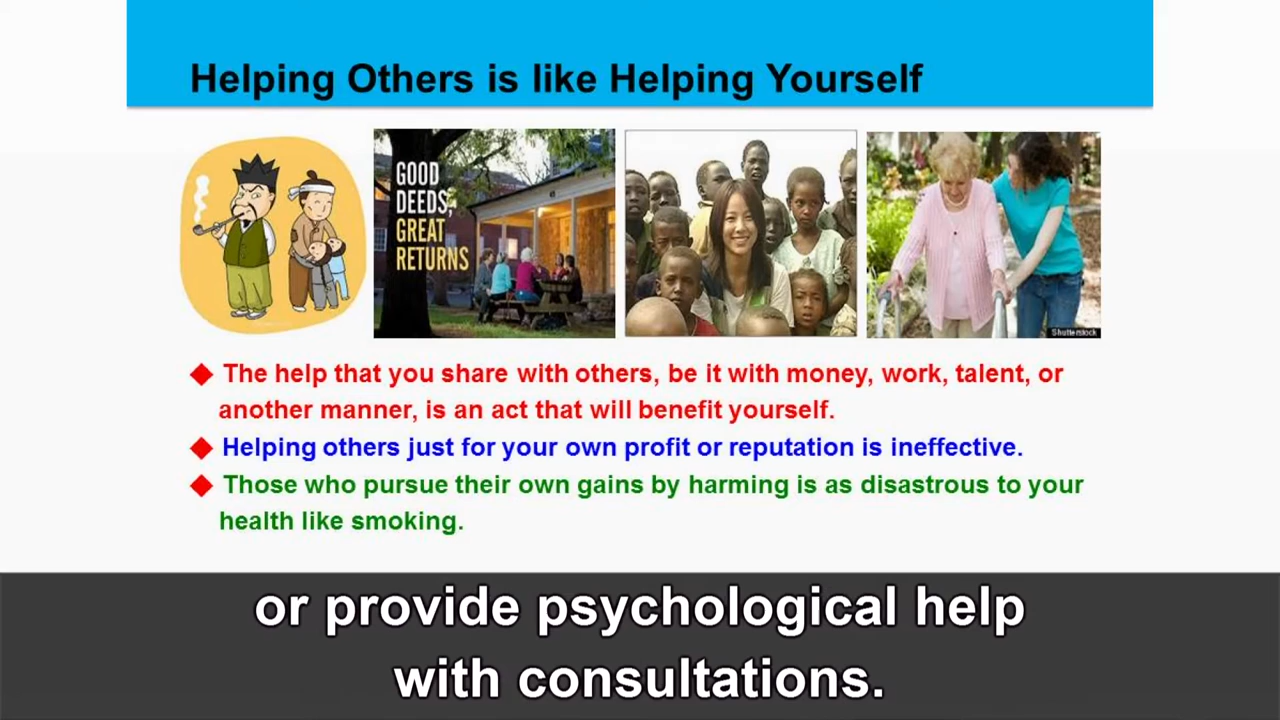 Helping Others is like Helping Yourself
GOOD
DEEDS,
GREAT
RETURNS
Shutterstock
The help that you share with others, be it with money, work, talent, or
another manner, is an act that will benefit yourself.
Helping others just for your own profit or reputation is ineffective.
Those who pursue their own gains by harming is as disastrous to your
health like smoking.
or provide psychological help
with consultations.